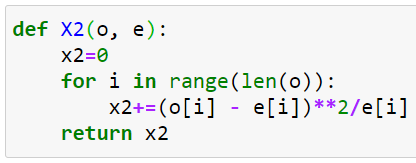 def X2(o, e):
    x2=0
    for i in range(len(o)):
        x2+=(o[i] - e[i])**2/e[i]
    return x2